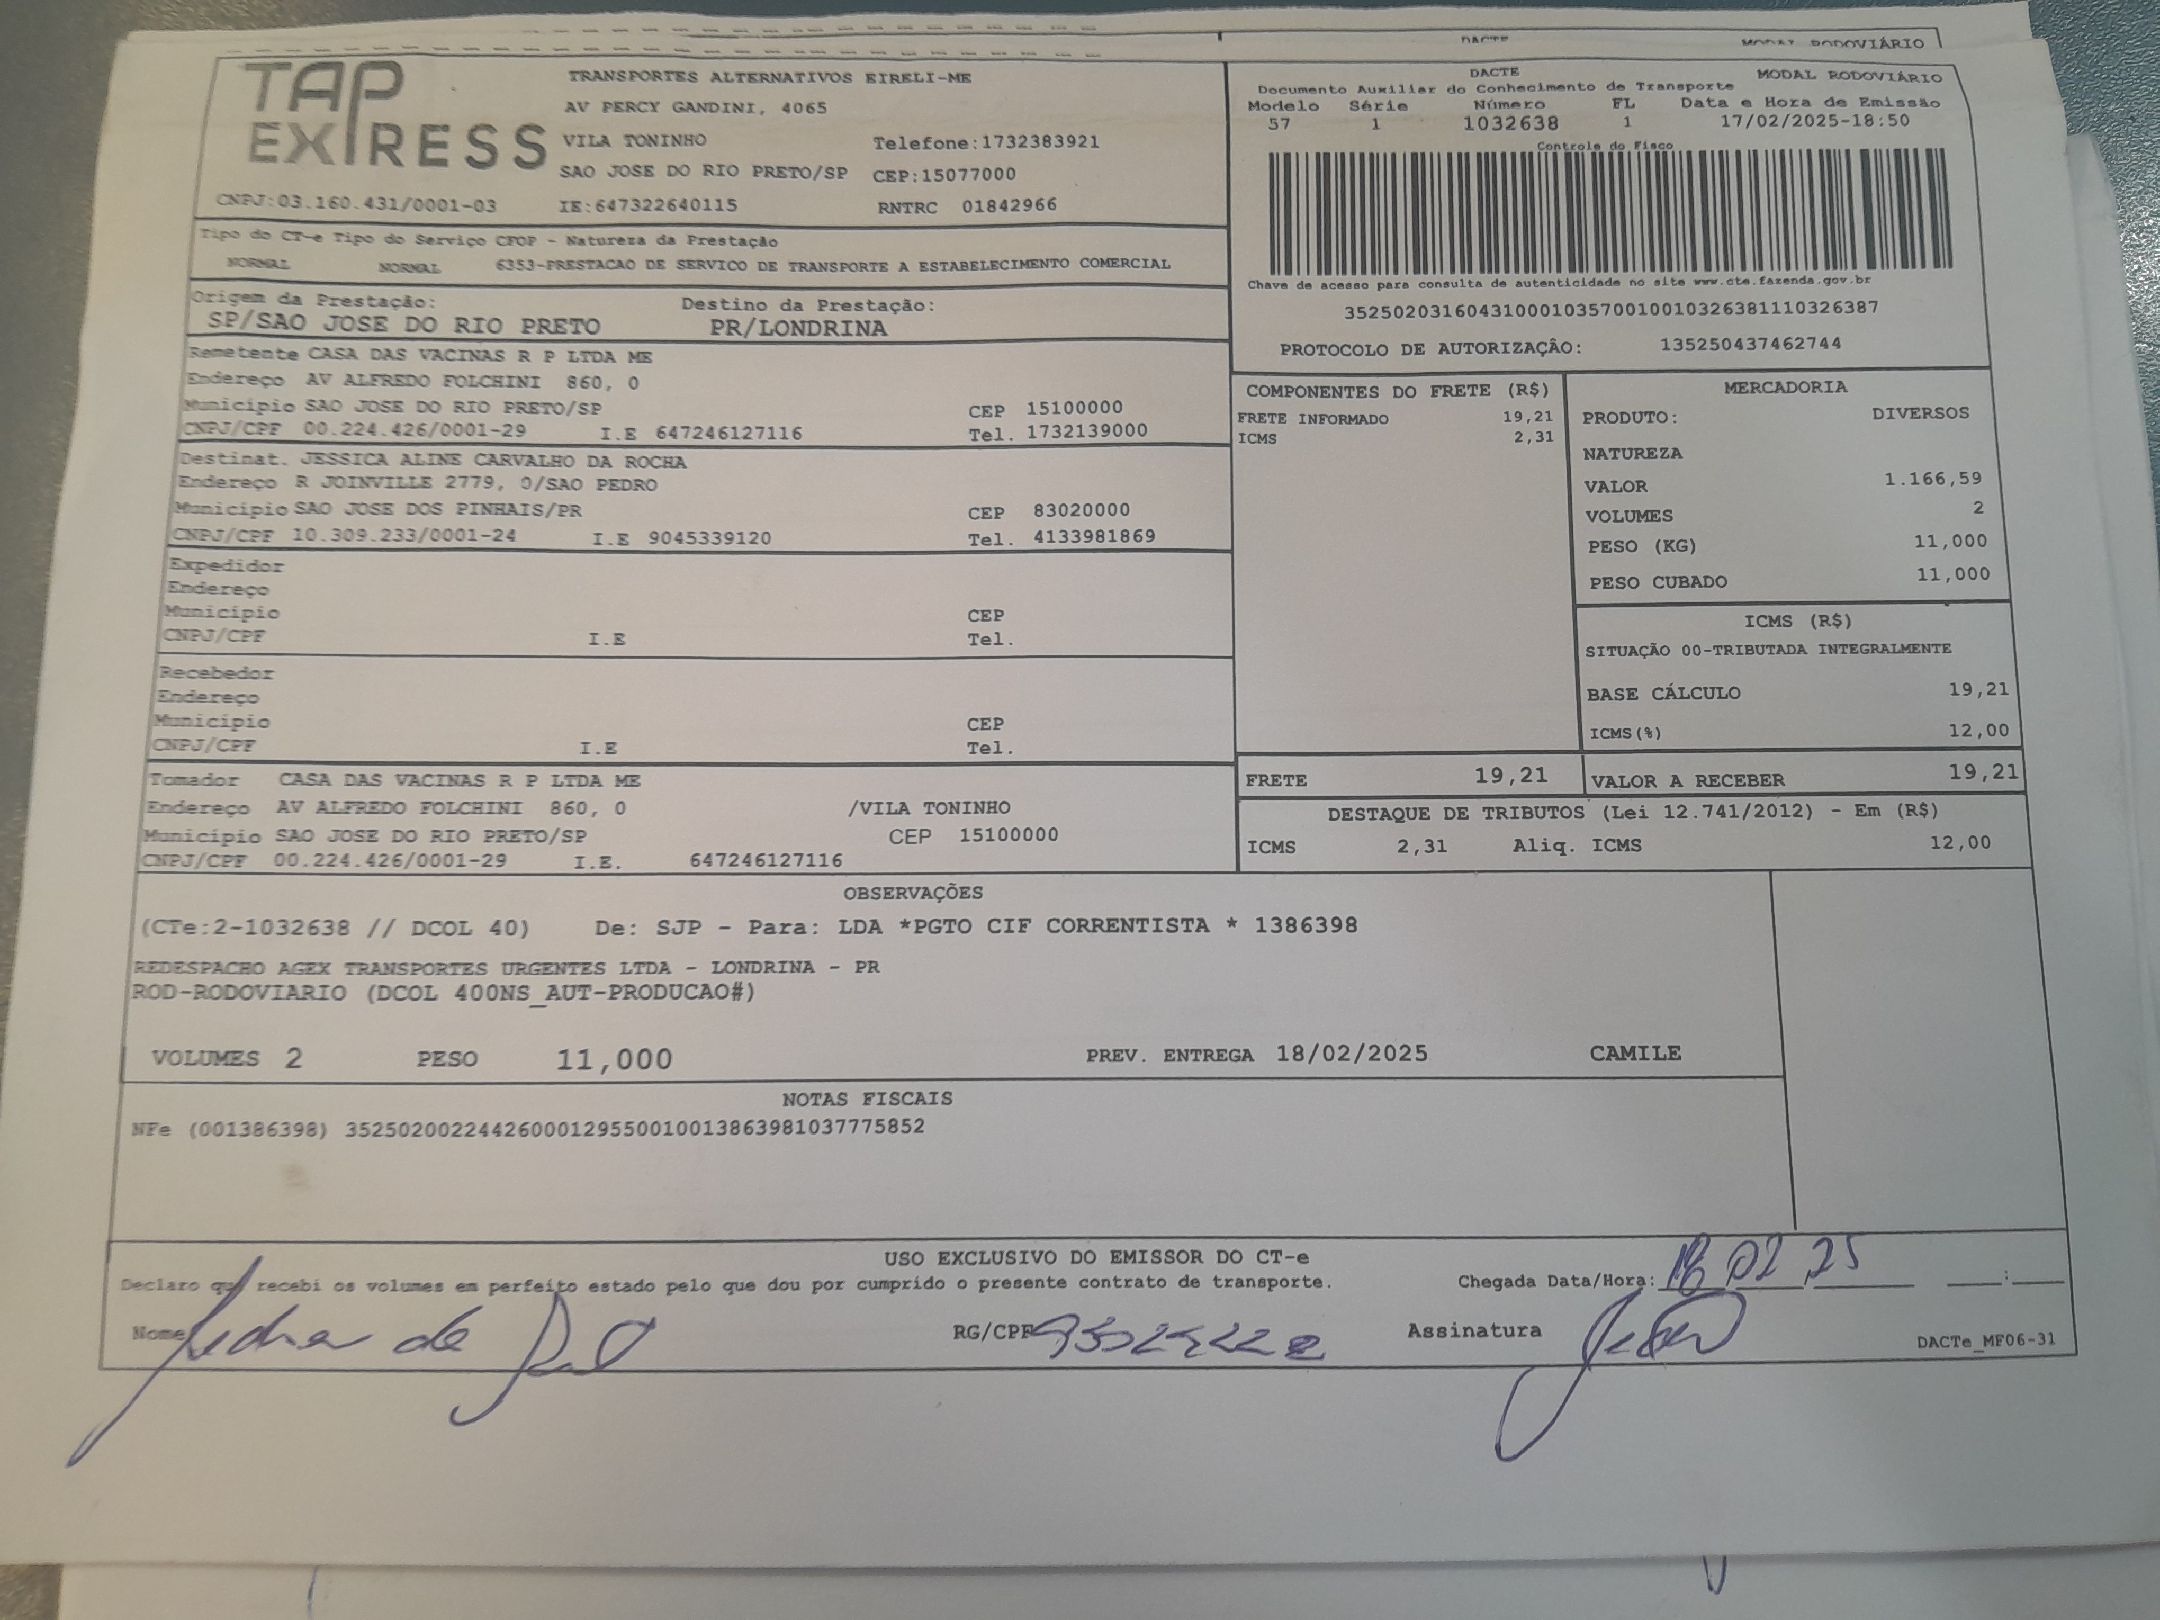 DACTE MODAL RODOVIÁRIO
TAP EXPRESS
TRANSPORTES ALTERNATIVOS EIRELI-ME
AV PERCY GANDINI, 4065
VILA TONINHO Telefone:1732383921
SAO JOSE DO RIO PRETO/SP CEP:15077000
CNPJ:03.160.431/0001-03 IE:647322640115 RNTRC 01842966
DACTE MODAL RODOVIÁRIO
Documento Auxiliar do Conhecimento de Transporte
Modelo Série Número FL Data e Hora de Emissão
57 1 1032638 1 17/02/2025-18:50
Controle do Fisco
Chave de acesso para consulta de autenticidade no site www.cte.fazenda.gov.br
35250203160431000103570010010326381110326387
PROTOCOLO DE AUTORIZAÇÂO: 135250437462744
Tipo do CT-e Tipo do Serviço CFOP - Natureza da Prestação
NORMAL NORMAL 6353-PRESTACAO DE SERVICO DE TRANSPORTE A ESTABELECIMENTO COMERCIAL
Origem da Prestação: Destino da Prestação:
SP/SAO JOSE DO RIO PRETO PR/LONDRINA
Remetente CASA DAS VACINAS R P LTDA ME
Endereço AV ALFREDO FOLCHINI 860, 0
Município SAO JOSE DO RIO PRETO/SP CEP 15100000
CNPJ/CPF 00.224.426/0001-29 I.E 647246127116 Tel. 1732139000
Destinat. JESSICA ALINE CARVALHO DA ROCHA
Endereço R JOINVILLE 2779, 0/SAO PEDRO
Município SAO JOSE DOS PINHAIS/PR CEP 83020000
CNPJ/CPF 10.309.233/0001-24 I.E 9045339120 Tel. 4133981869
Expedidor
Endereço
Município CEP
CNPJ/CPF I.E Tel.
Recebedor
Endereço
Município CEP
CNPJ/CPF I.E Tel.
Tomador CASA DAS VACINAS R P LTDA ME
Endereço AV ALFREDO FOLCHINI 860, 0 /VILA TONINHO
Município SAO JOSE DO RIO PRETO/SP CEP 15100000
CNPJ/CPF 00.224.426/0001-29 I.E. 647246127116
COMPONENTES DO FRETE (R$)
FRETE INFORMADO 19,21
ICMS 2,31
MERCADORIA
PRODUTO: DIVERSOS
NATUREZA
VALOR 1.166,59
VOLUMES 2
PESO (KG) 11,000
PESO CUBADO 11,000
ICMS (R$)
SITUAÇÃO 00-TRIBUTADA INTEGRALMENTE
BASE CÁLCULO 19,21
ICMS(%) 12,00
FRETE 19,21 VALOR A RECEBER 19,21
DESTAQUE DE TRIBUTOS (Lei 12.741/2012) - Em (R$)
ICMS 2,31 Aliq. ICMS 12,00
OBSERVAÇÕES
(CTe:2-1032638 // DCOL 40) De: SJP - Para: LDA *PGTO CIF CORRENTISTA * 1386398
REDESPACHO AGEX TRANSPORTES URGENTES LTDA - LONDRINA - PR
ROD-RODOVIARIO (DCOL 400NS_AUT-PRODUCAO#)
VOLUMES 2 PESO 11,000 PREV. ENTREGA 18/02/2025 CAMILE
NOTAS FISCAIS
NFe (001386398) 35250200224426000129550010013863981037775852
USO EXCLUSIVO DO EMISSOR DO CT-e
Declaro que recebi os volumes em perfeito estado pelo que dou por cumprido o presente contrato de transporte. Chegada Data/Hora: 18 02 25 :
Nome RG/CPF Assinatura DACTe_MF06-31